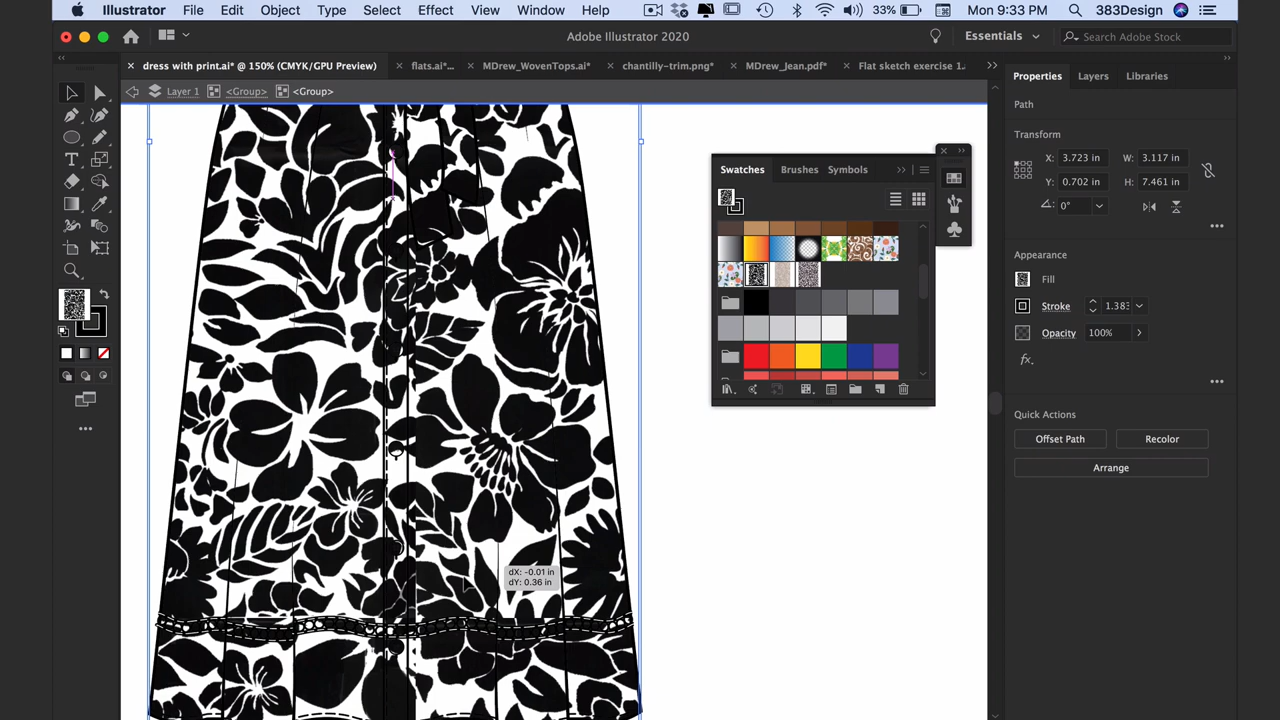 Illustrator File Edit Object Type Select Effect View Window Help 33% Mon 9:33 PM 383Design
Adobe Illustrator 2020 Essentials Search Adobe Stock
× dress with print.ai* @ 150% (CMYK/GPU Preview) × flats.ai*... × MDrew_WovenTops.ai* × chantilly-trim.png* × MDrew_Jean.pdf* × Flat sketch exercise 1.
Layer 1 <Group> <Group>
Properties Layers Libraries
Path
Transform
X: 3.723 in W: 3.117 in
Y: 0.702 in H: 7.461 in
0°
Appearance
Fill
Stroke 1.383
Opacity 100%
fx
Quick Actions
Offset Path Recolor
Arrange
Swatches Brushes Symbols
dX: -0.01 in
dY: 0.36 in